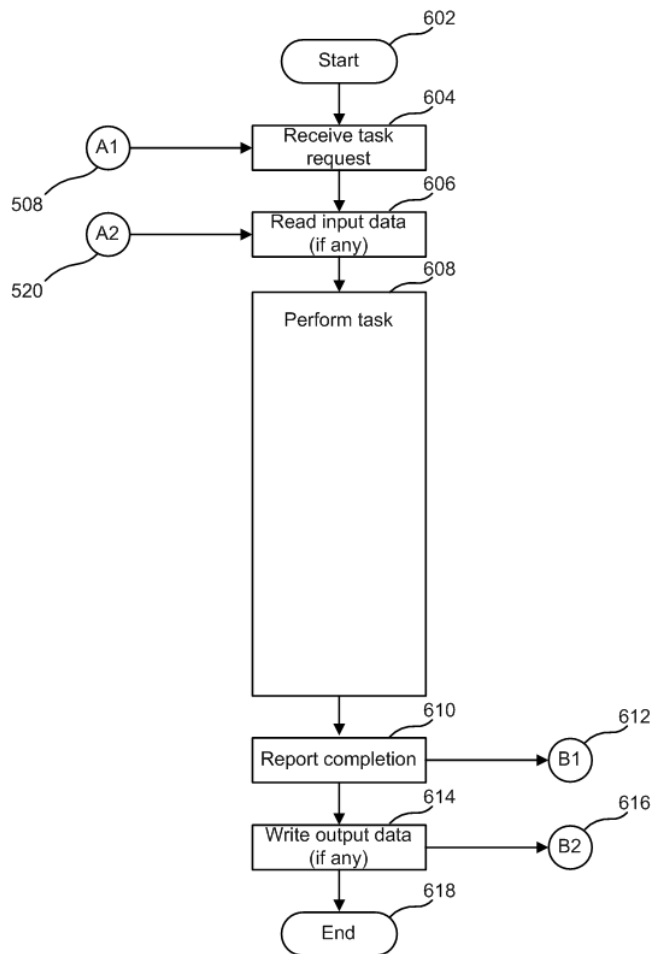 602
Start
604
A1
Receive task
request
508
606
A2
Read input data
(if any)
520
608
Perform task
610
612
Report completion
B1
614
616
Write output data
(if any)
B2
618
End